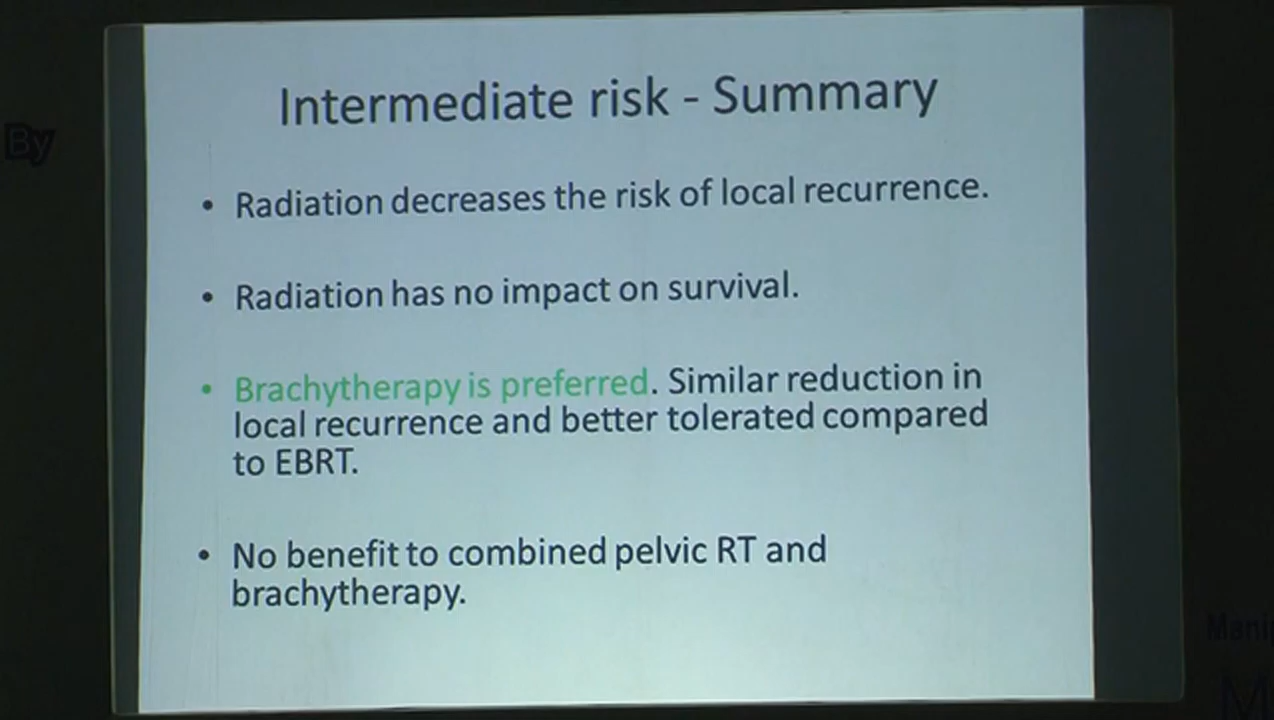 By
Intermediate risk - Summary
• Radiation decreases the risk of local recurrence.
• Radiation has no impact on survival.
• Brachytherapy is preferred. Similar reduction in
local recurrence and better tolerated compared
to EBRT.
• No benefit to combined pelvic RT and
brachytherapy.